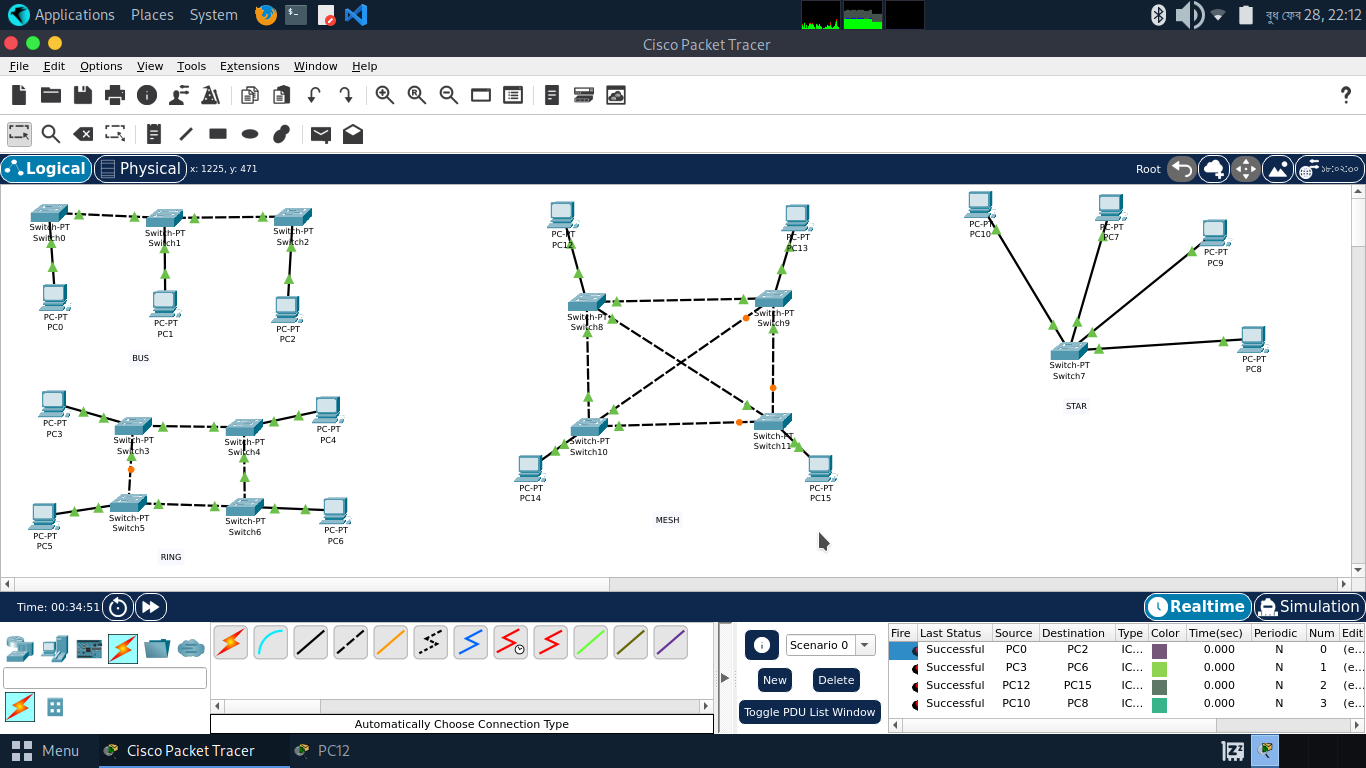 Applications Places System বুধ ফেব 28, 22:12
Cisco Packet Tracer
File Edit Options View Tools Extensions Window Help
Logical Physical x: 1225, y: 471 Root ১৮:০২:৩০
Switch-PT
Switch0
Switch-PT
Switch1
Switch-PT
Switch2
PC-PT
PC0
PC-PT
PC1
PC-PT
PC2
BUS
PC-PT
PC3
Switch-PT
Switch3
Switch-PT
Switch4
PC-PT
PC4
PC-PT
PC5
Switch-PT
Switch5
Switch-PT
Switch6
PC-PT
PC6
RING
PC-PT
PC12
PC-PT
PC13
Switch-PT
Switch8
Switch-PT
Switch9
Switch-PT
Switch10
Switch-PT
Switch11
PC-PT
PC14
PC-PT
PC15
MESH
PC-PT
PC10
PC-PT
PC7
PC-PT
PC9
PC-PT
PC8
Switch-PT
Switch7
STAR
Time: 00:34:51 Realtime Simulation
Automatically Choose Connection Type
Scenario 0
New Delete
Toggle PDU List Window
Fire Last Status Source Destination Type Color Time(sec) Periodic Num Edit
Successful PC0 PC2 IC... 0.000 N 0 (e...
Successful PC3 PC6 IC... 0.000 N 1 (e...
Successful PC12 PC15 IC... 0.000 N 2 (e...
Successful PC10 PC8 IC... 0.000 N 3 (e...
Menu Cisco Packet Tracer PC12